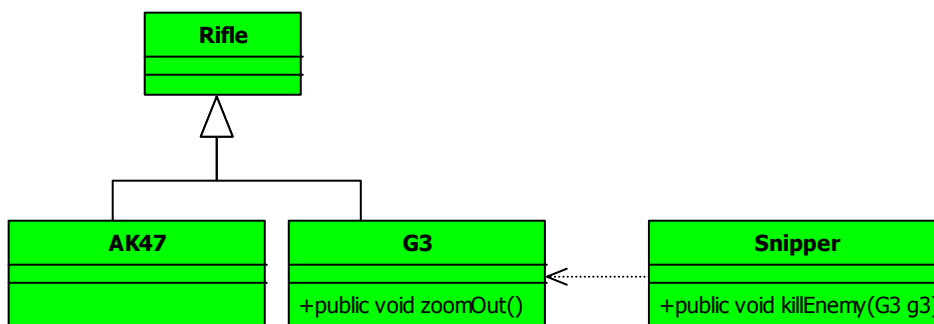 Rifle
AK47
G3
Snipper
+public void zoomOut()
+public void killEnemy(G3 g3)